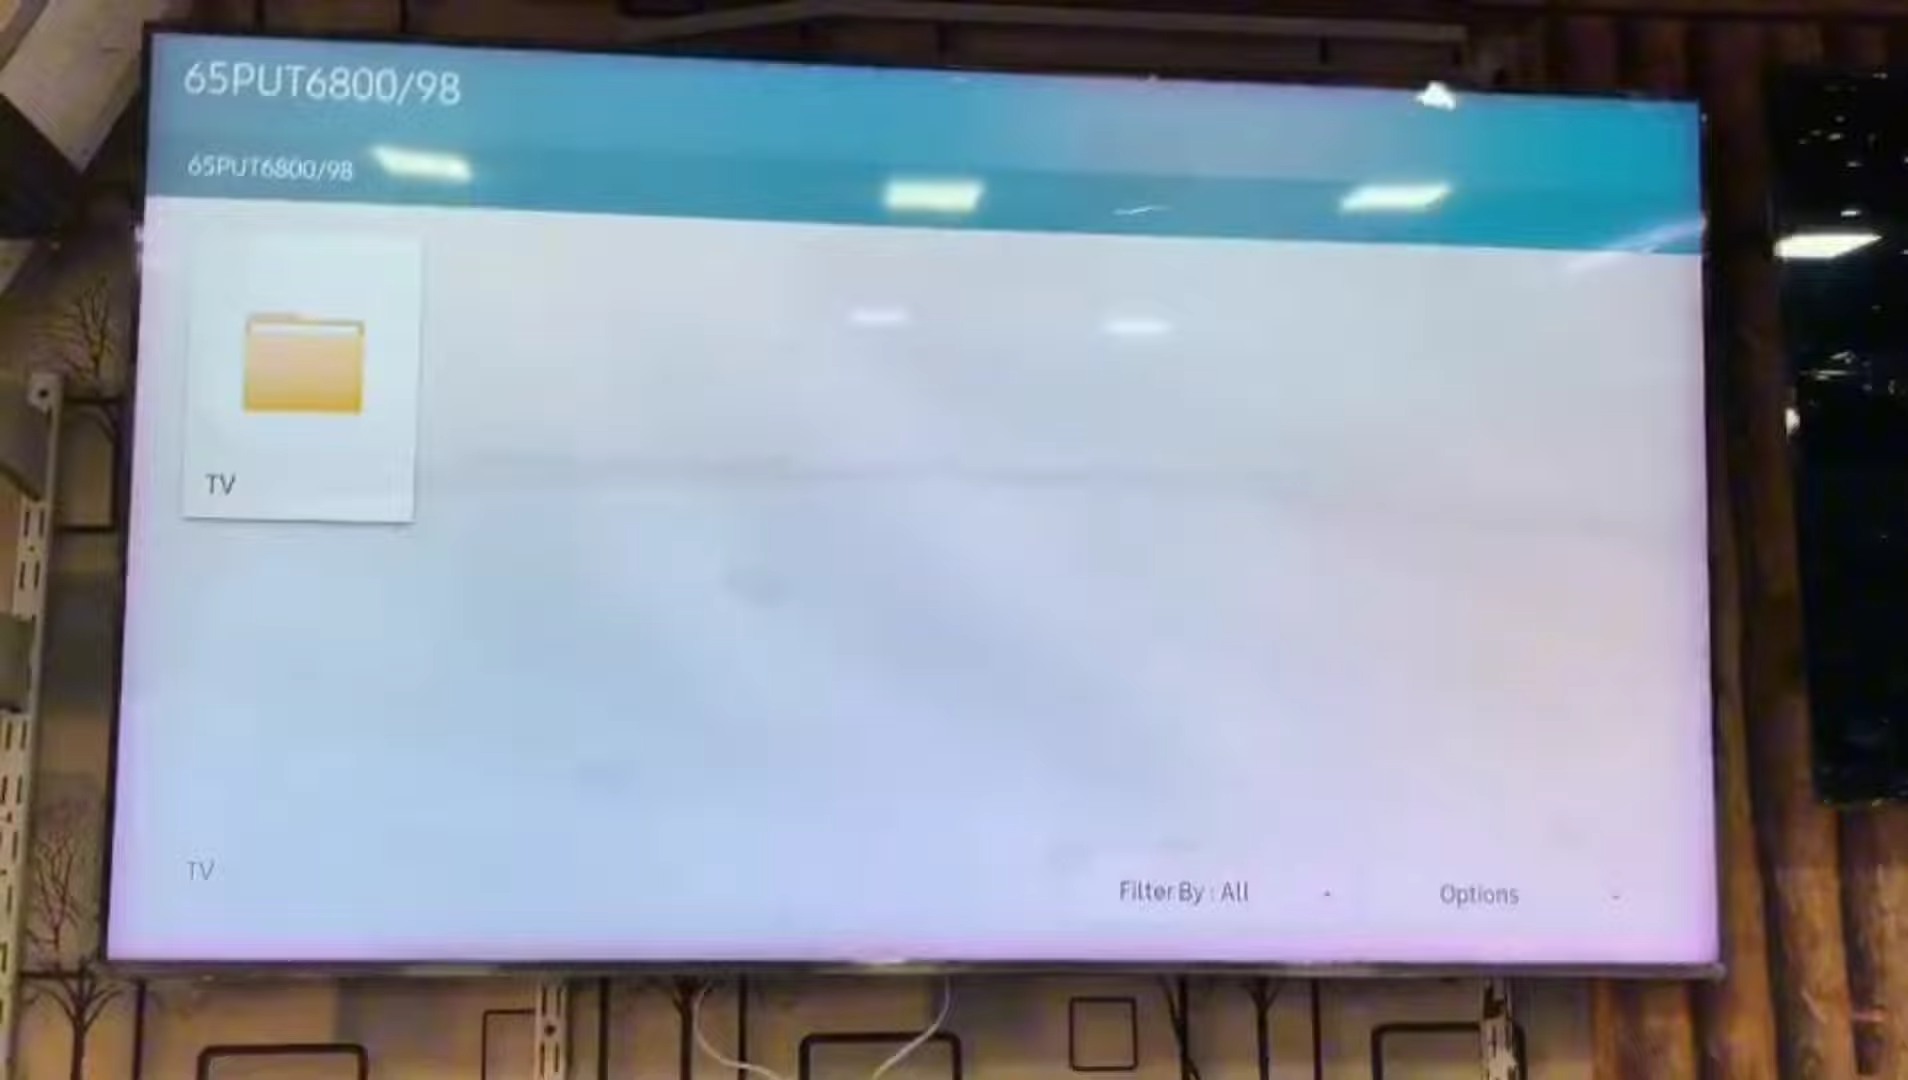 65PUT6800/98
65PUT6800/98
TV
TV
Filter By : All
Options